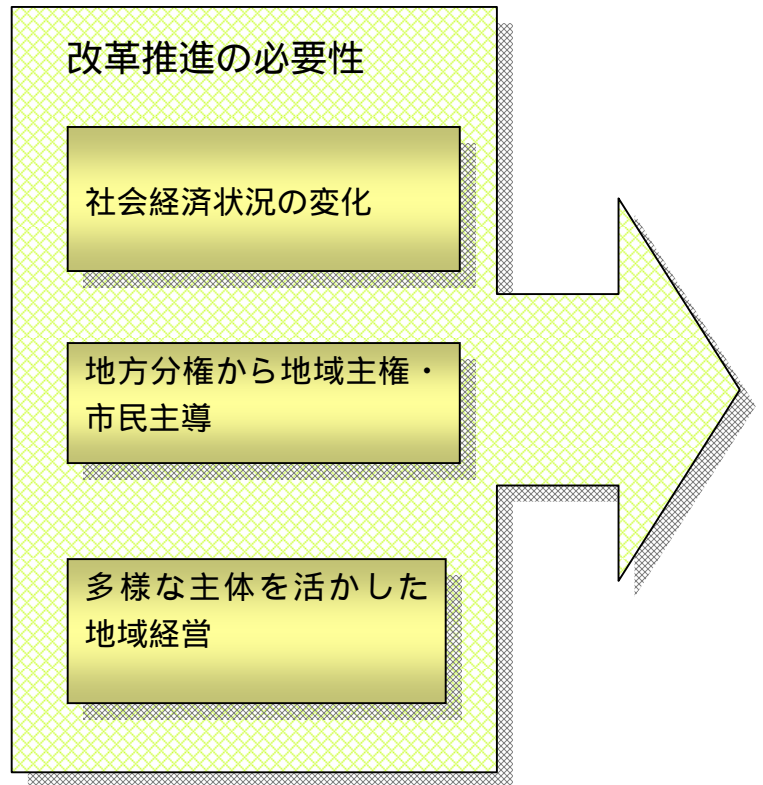 改革推進の必要性
社会経済状況の変化
地方分権から地域主権・
市民主導
多様な主体を活かした
地域経営